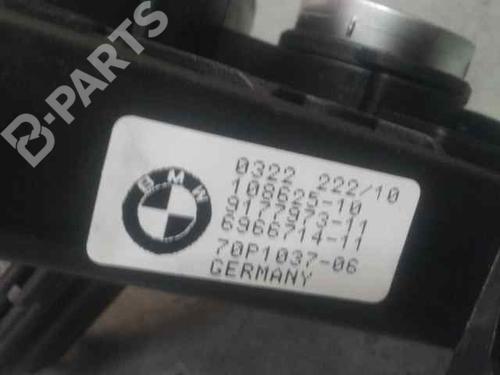 B-PARTS
BMW
0322 222/10
108625-10
9177973-11
6966714-11
70P1037-06
GERMANY